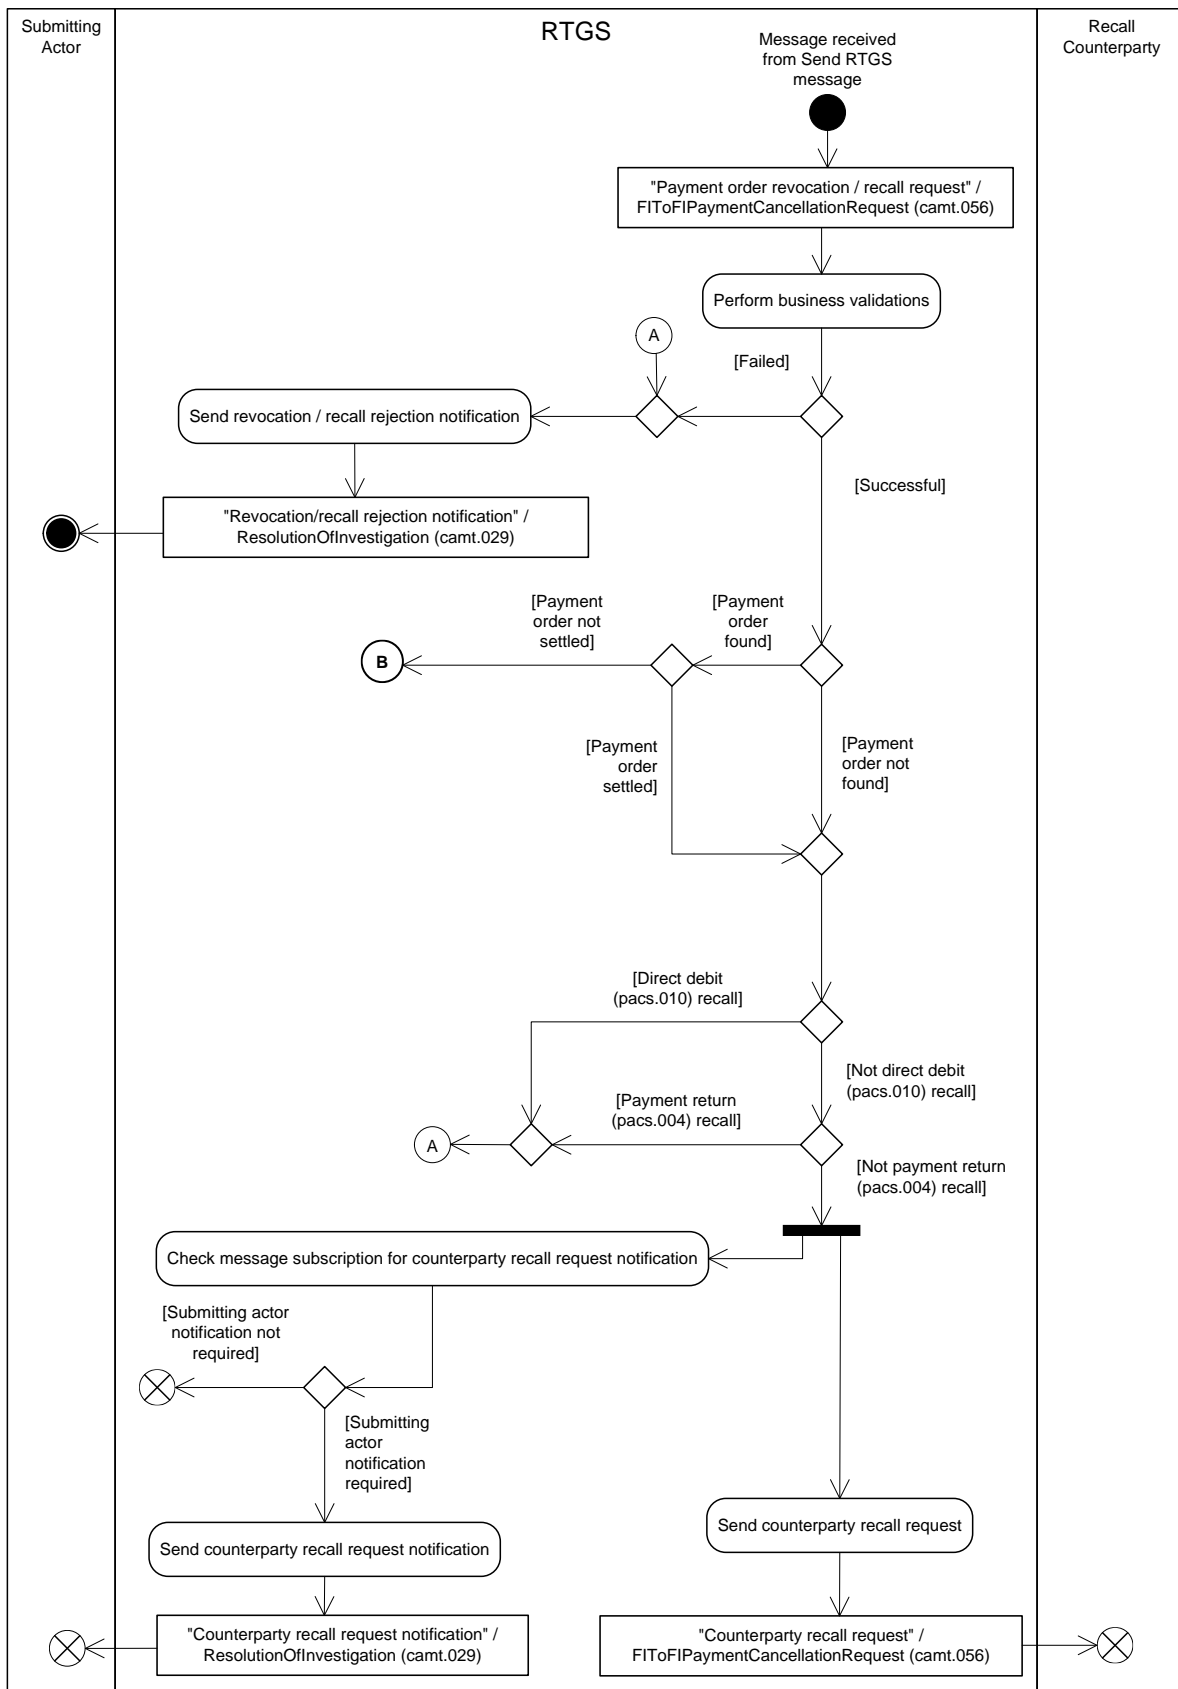 Submitting
Actor
RTGS
Recall
Counterparty
Message received
from Send RTGS
message
"Payment order revocation / recall request" /
FIToFIPaymentCancellationRequest (camt.056)
Perform business validations
A
[Failed]
Send revocation / recall rejection notification
[Successful]
"Revocation/recall rejection notification" /
ResolutionOfInvestigation (camt.029)
[Payment
order not
settled]
[Payment
order
found]
B
[Payment
order
settled]
[Payment
order not
found]
[Direct debit
(pacs.010) recall]
[Not direct debit
(pacs.010) recall]
[Payment return
(pacs.004) recall]
A
[Not payment return
(pacs.004) recall]
Check message subscription for counterparty recall request notification
[Submitting actor
notification not
required]
[Submitting
actor
notification
required]
Send counterparty recall request
Send counterparty recall request notification
"Counterparty recall request notification" /
ResolutionOfInvestigation (camt.029)
"Counterparty recall request" /
FIToFIPaymentCancellationRequest (camt.056)